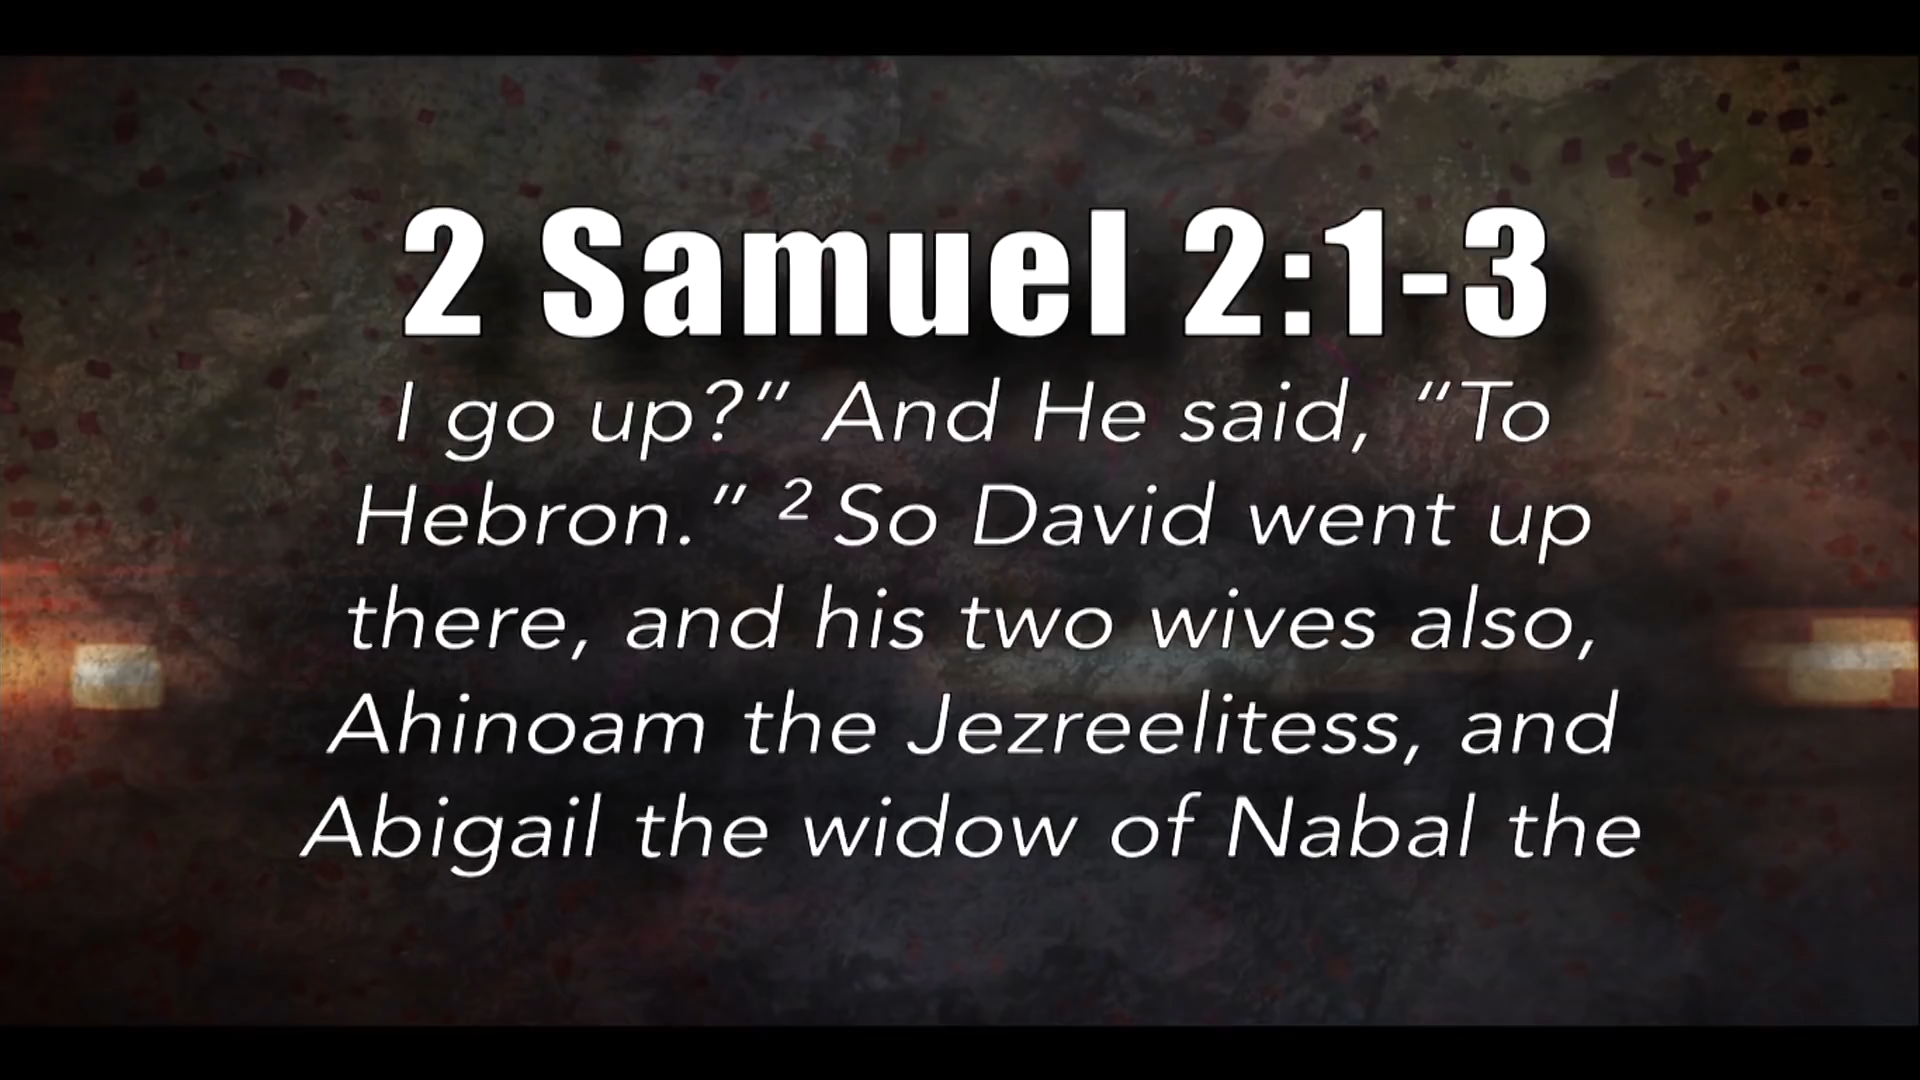 2 Samuel 2:1-3
I go up?” And He said, “To
Hebron.” ² So David went up
there, and his two wives also,
Ahinoam the Jezreelitess, and
Abigail the widow of Nabal the